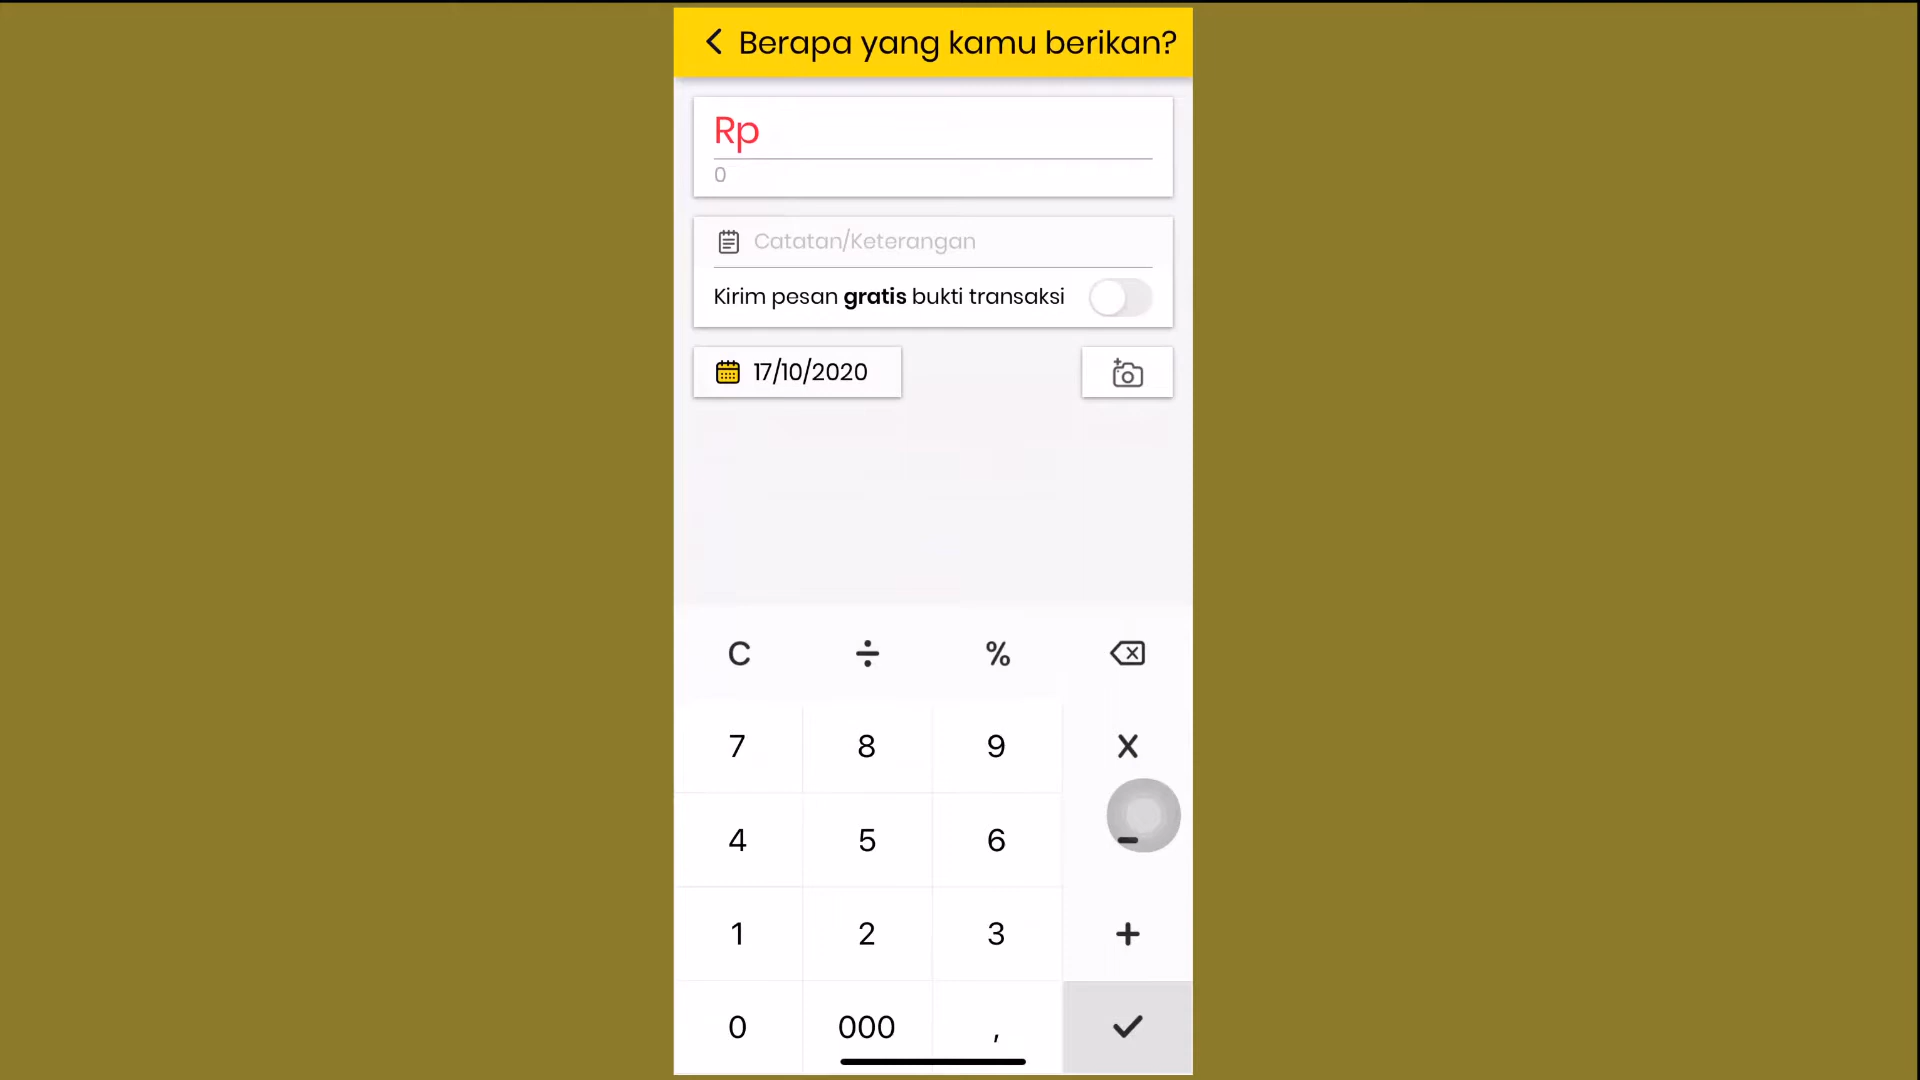 Berapa yang kamu berikan?
Rp
0
Catatan/Keterangan
Kirim pesan gratis bukti transaksi
17/10/2020
C ÷ %
7 8 9 X
4 5 6 -
1 2 3 +
0 000 ,